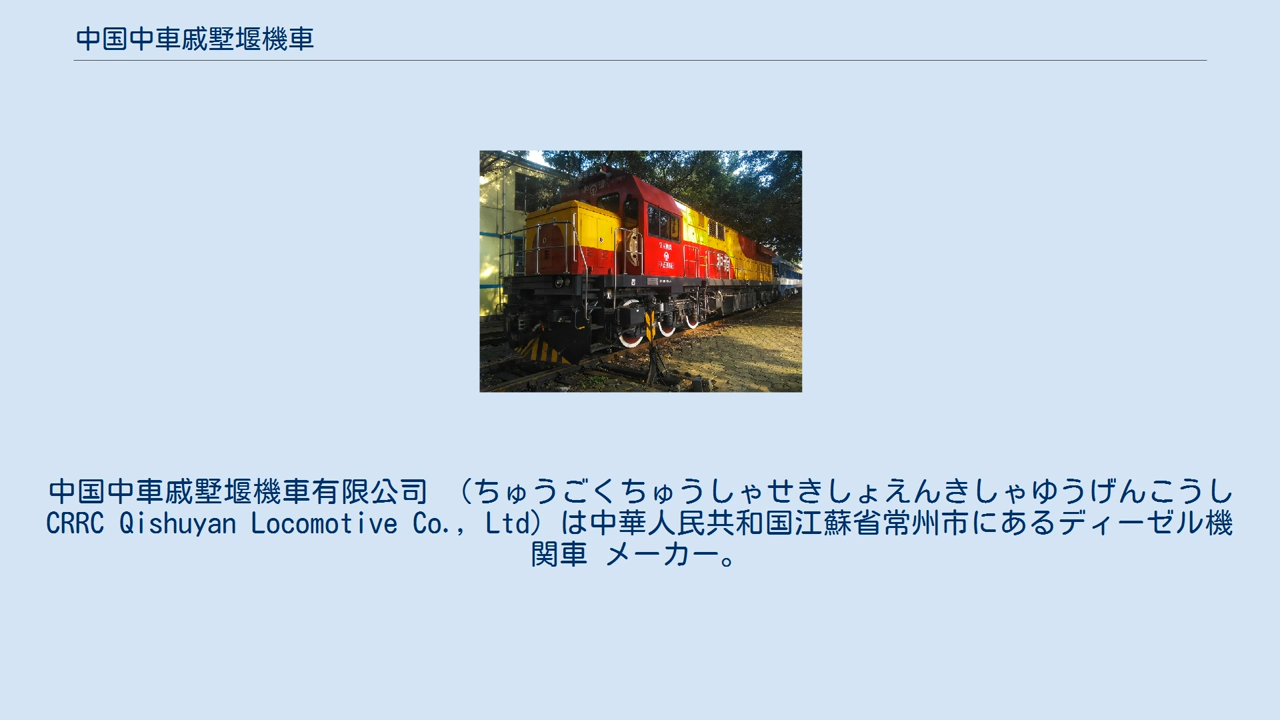 中国中車戚墅堰機車
中国中車戚墅堰機車有限公司 （ちゅうごくちゅうしゃせきしょえんきしゃゆうげんこうし
CRRC Qishuyan Locomotive Co., Ltd）は中華人民共和国江蘇省常州市にあるディーゼル機
関車 メーカー。